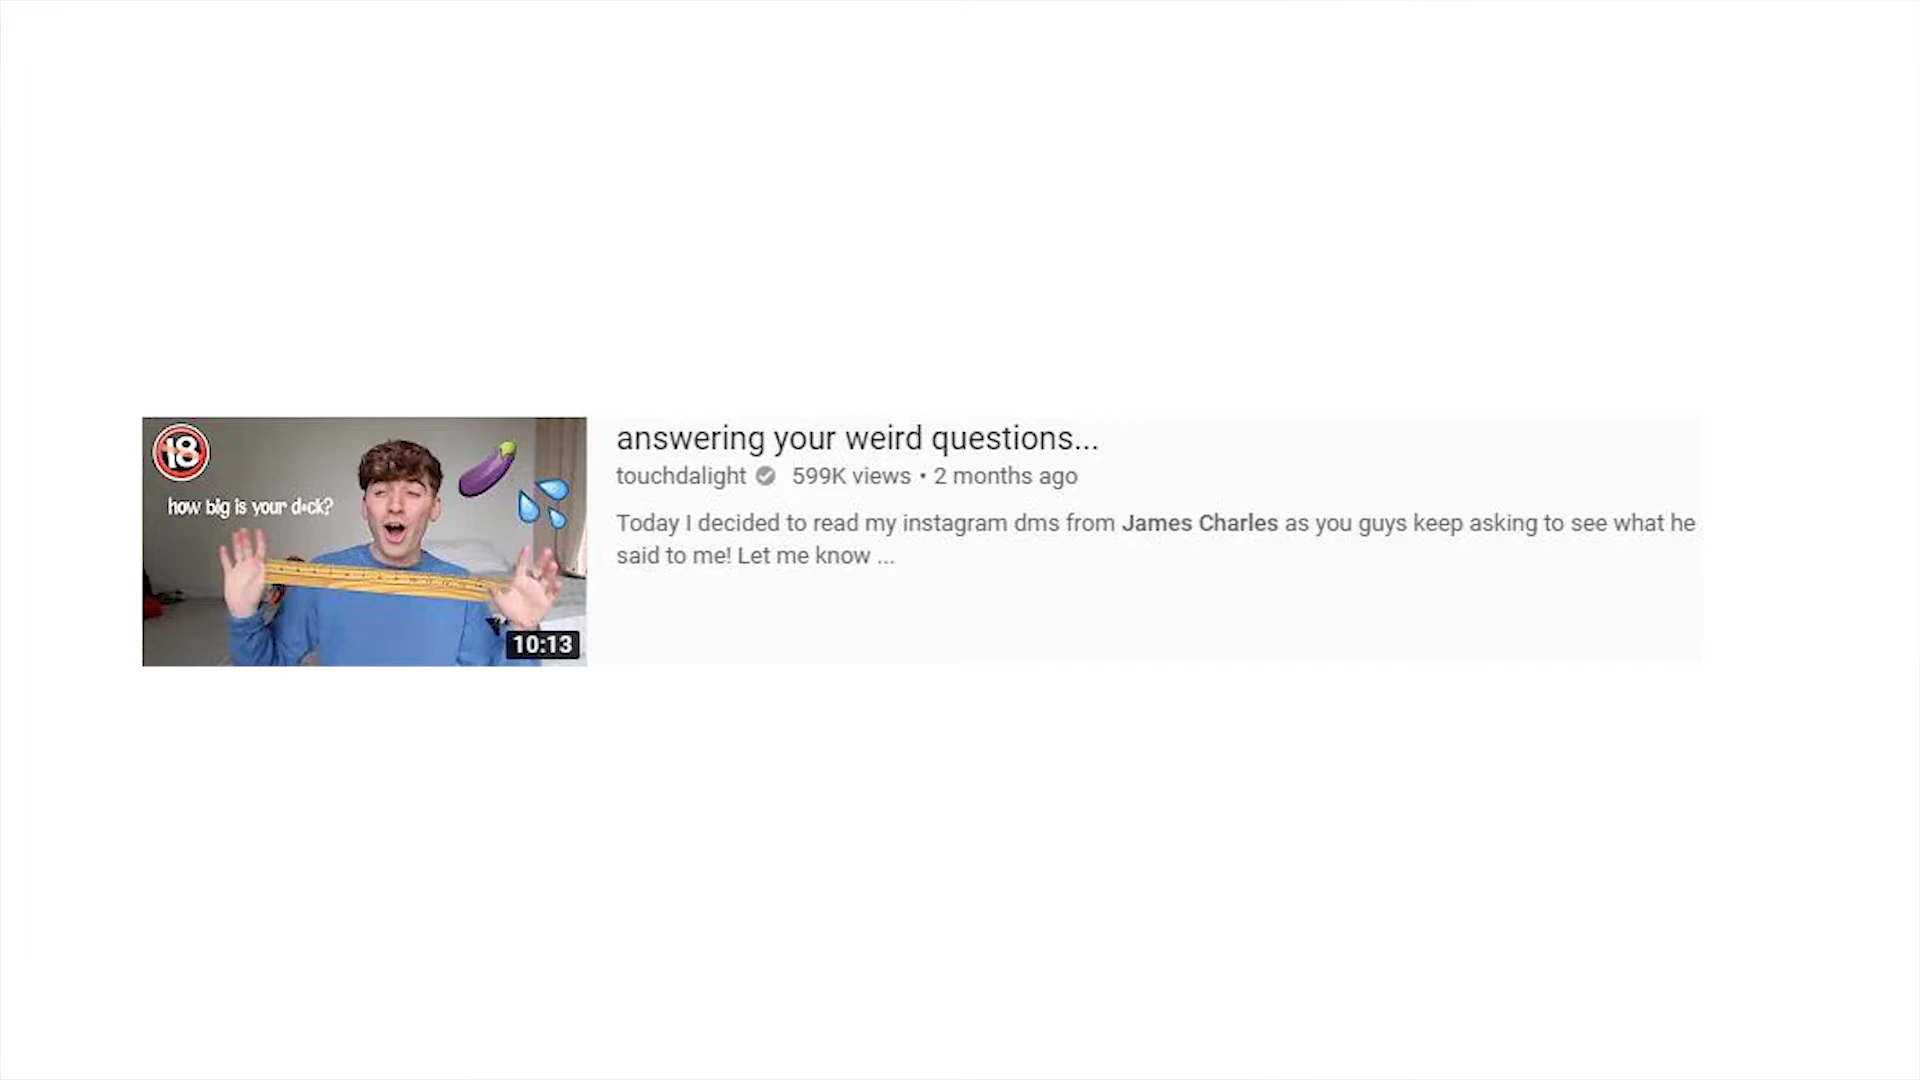 answering your weird questions...
touchdalight 599K views • 2 months ago
Today I decided to read my instagram dms from James Charles as you guys keep asking to see what he
said to me! Let me know ...
18
how big is your d*ck?
10:13